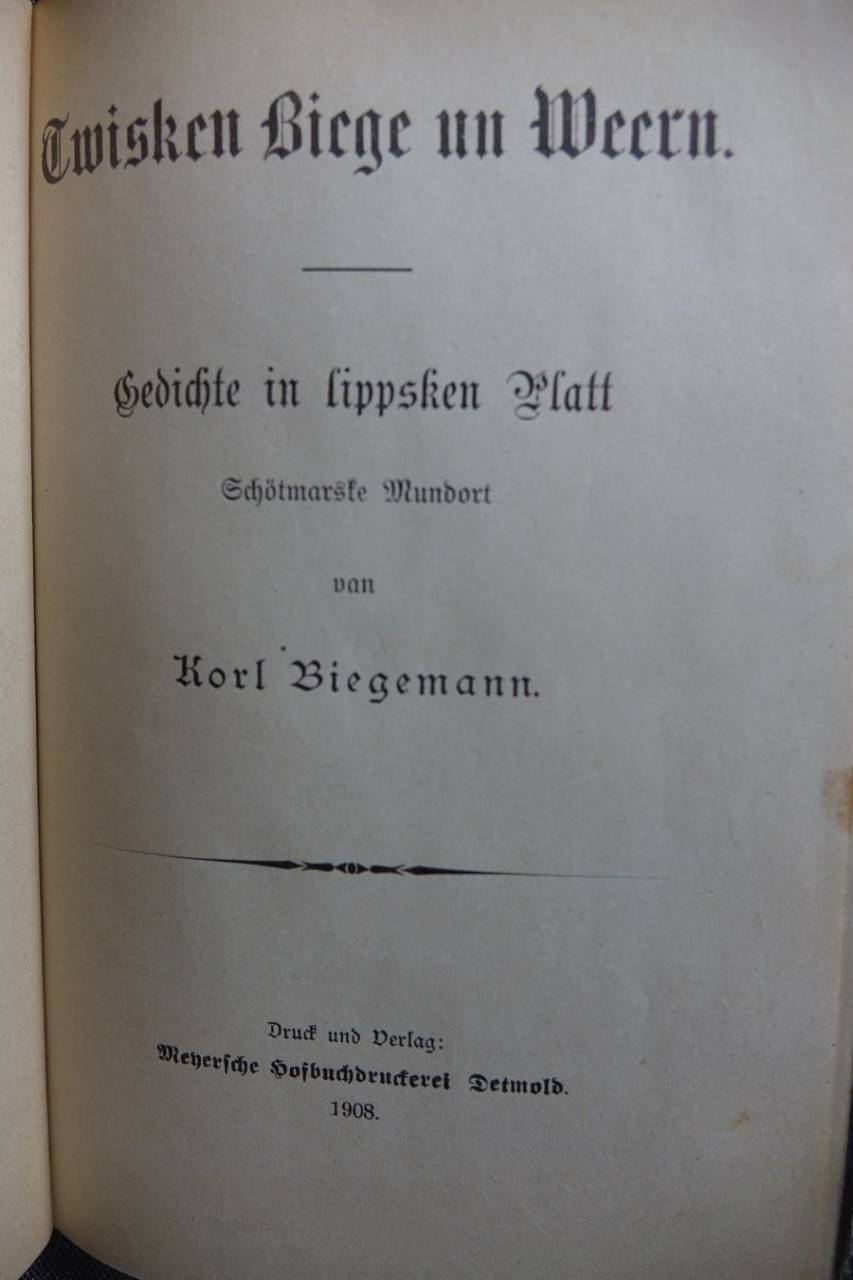 Twisken Biege un Weern.
Gedichte in lippsken Platt
Schötmarske Mundort
van
Korl Biegemann.
Druck und Verlag:
Meyersche Hofbuchdruckerei Detmold.
1908.